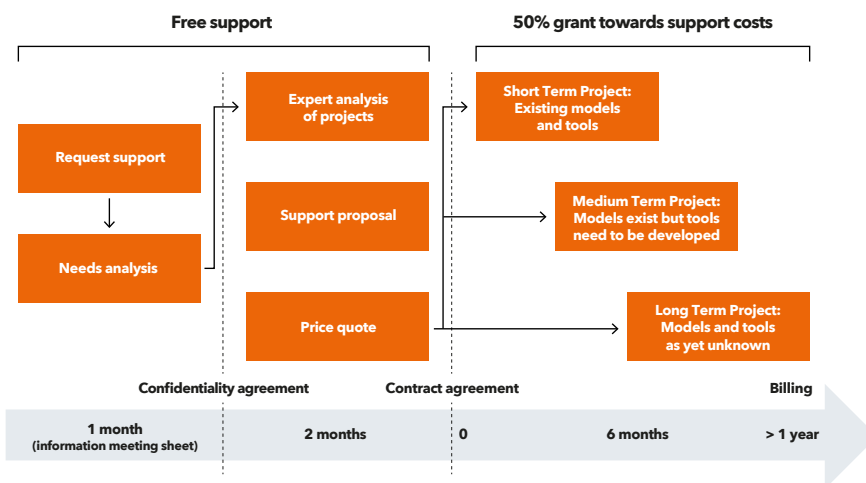 Free support
50% grant towards support costs
Request support
Needs analysis
Expert analysis
of projects
Support proposal
Price quote
Short Term Project:
Existing models
and tools
Medium Term Project:
Models exist but tools
need to be developed
Long Term Project:
Models and tools
as yet unknown
Confidentiality agreement
Contract agreement
Billing
1 month
(information meeting sheet)
2 months
0
6 months
> 1 year